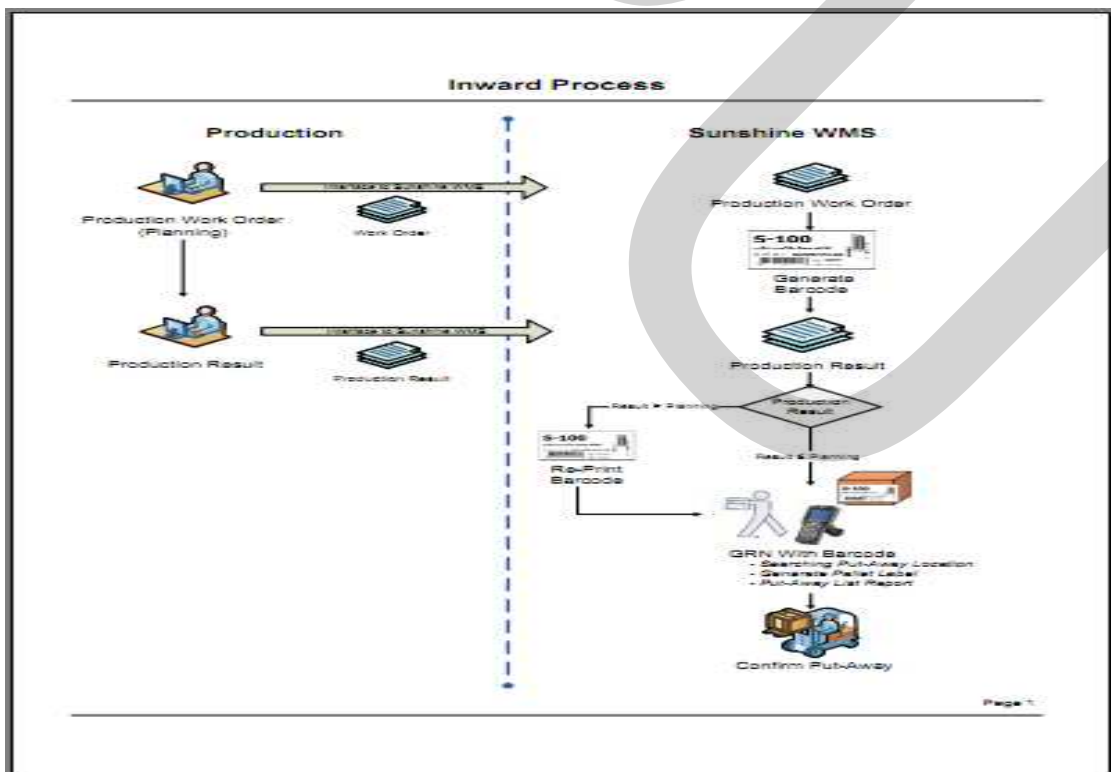 Inward Process
Production
Sunshine WMS
Interface to Sunshine WMS
Work Order
Production Work Order
(Planning)
Production Work Order
S-100
Generate
Barcode
Interface to Sunshine WMS
Production Result
Production Result
Production Result
Production
Result
Result > Planning
Planning
S-100
Re-Print
Barcode
S-100
GRN With Barcode
- Searching Put-Away Location
- Generate Pallet Label
- Put-Away List Report
Confirm Put-Away
Page 1